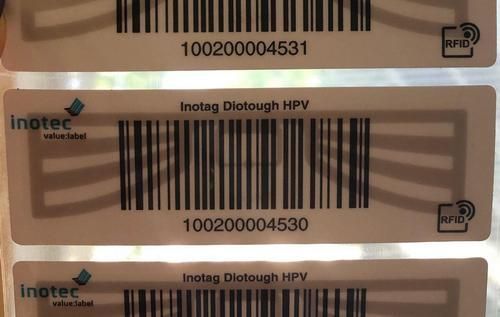 100200004531
RFID
inotec
value:label
Inotag Diotough HPV
100200004530
RFID
inotec
value:label
Inotag Diotough HPV